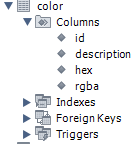 color
Columns
id
description
hex
rgba
Indexes
Foreign Keys
Triggers